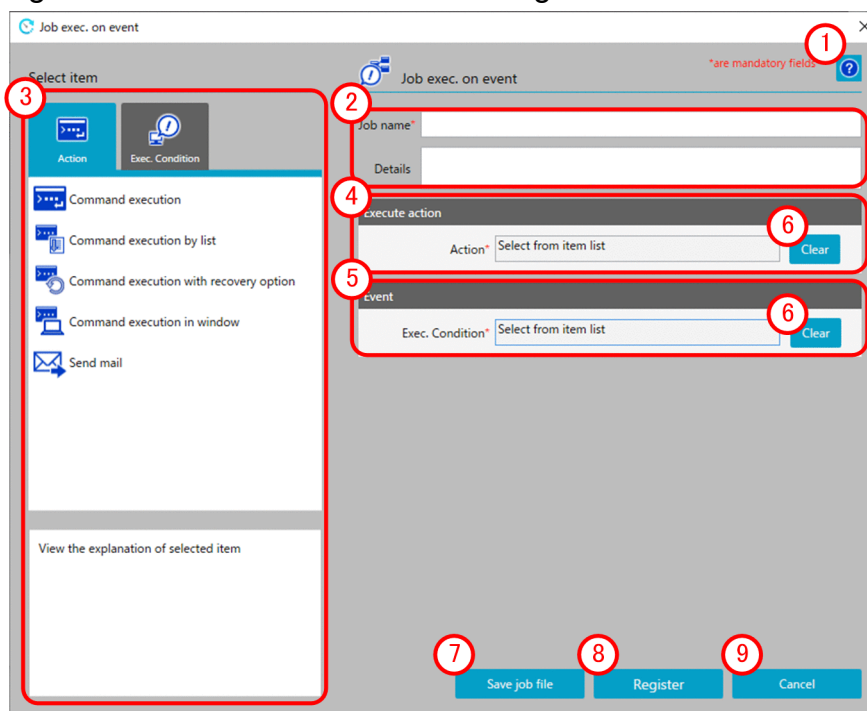 Job exec. on event
Select item
Job exec. on event
*are mandatory fields
1
?
3
Action
Exec. Condition
Command execution
Command execution by list
Command execution with recovery option
Command execution in window
Send mail
View the explanation of selected item
2
Job name*
Details
4
Execute action
6
Action*
Select from item list
Clear
5
Event
6
Exec. Condition*
Select from item list
Clear
7
Save job file
8
Register
9
Cancel